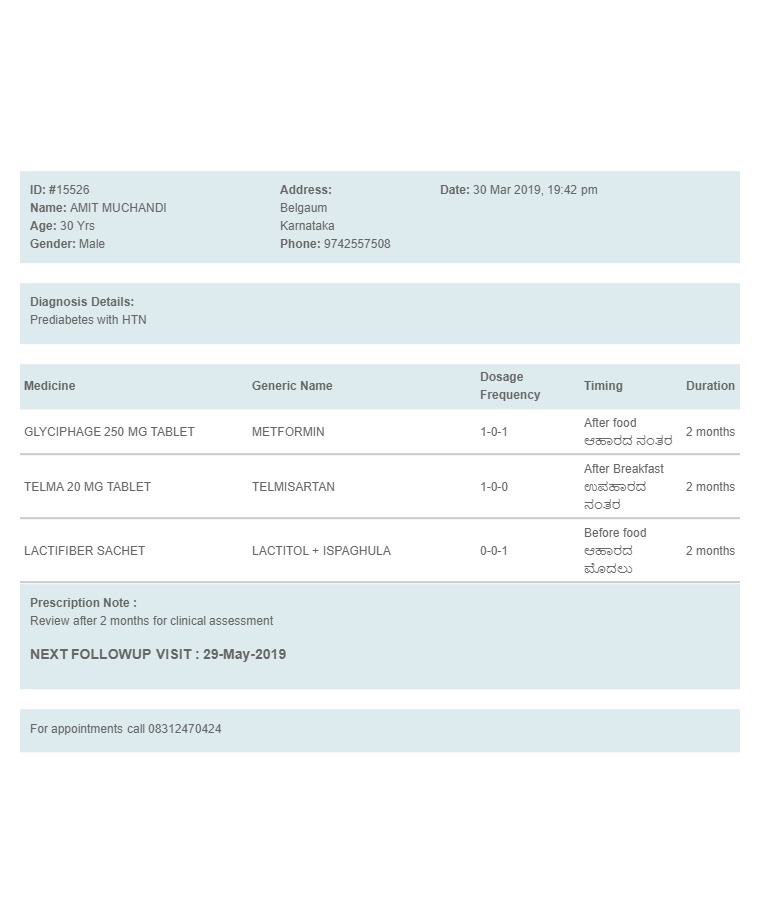 ID: #15526
Name: AMIT MUCHANDI
Age: 30 Yrs
Gender: Male
Address:
Belgaum
Karnataka
Phone: 9742557508
Date: 30 Mar 2019, 19:42 pm
Diagnosis Details:
Prediabetes with HTN
Medicine Generic Name Dosage Frequency Timing Duration
GLYCIPHAGE 250 MG TABLET METFORMIN 1-0-1 After food 2 months
ಆಹಾರದ ನಂತರ
TELMA 20 MG TABLET TELMISARTAN 1-0-0 After Breakfast 2 months
ಉಪಹಾರದ
ನಂತರ
LACTIFIBER SACHET LACTITOL + ISPAGHULA 0-0-1 Before food 2 months
ಆಹಾರದ
ಮೊದಲು
Prescription Note :
Review after 2 months for clinical assessment
NEXT FOLLOWUP VISIT : 29-May-2019
For appointments call 08312470424